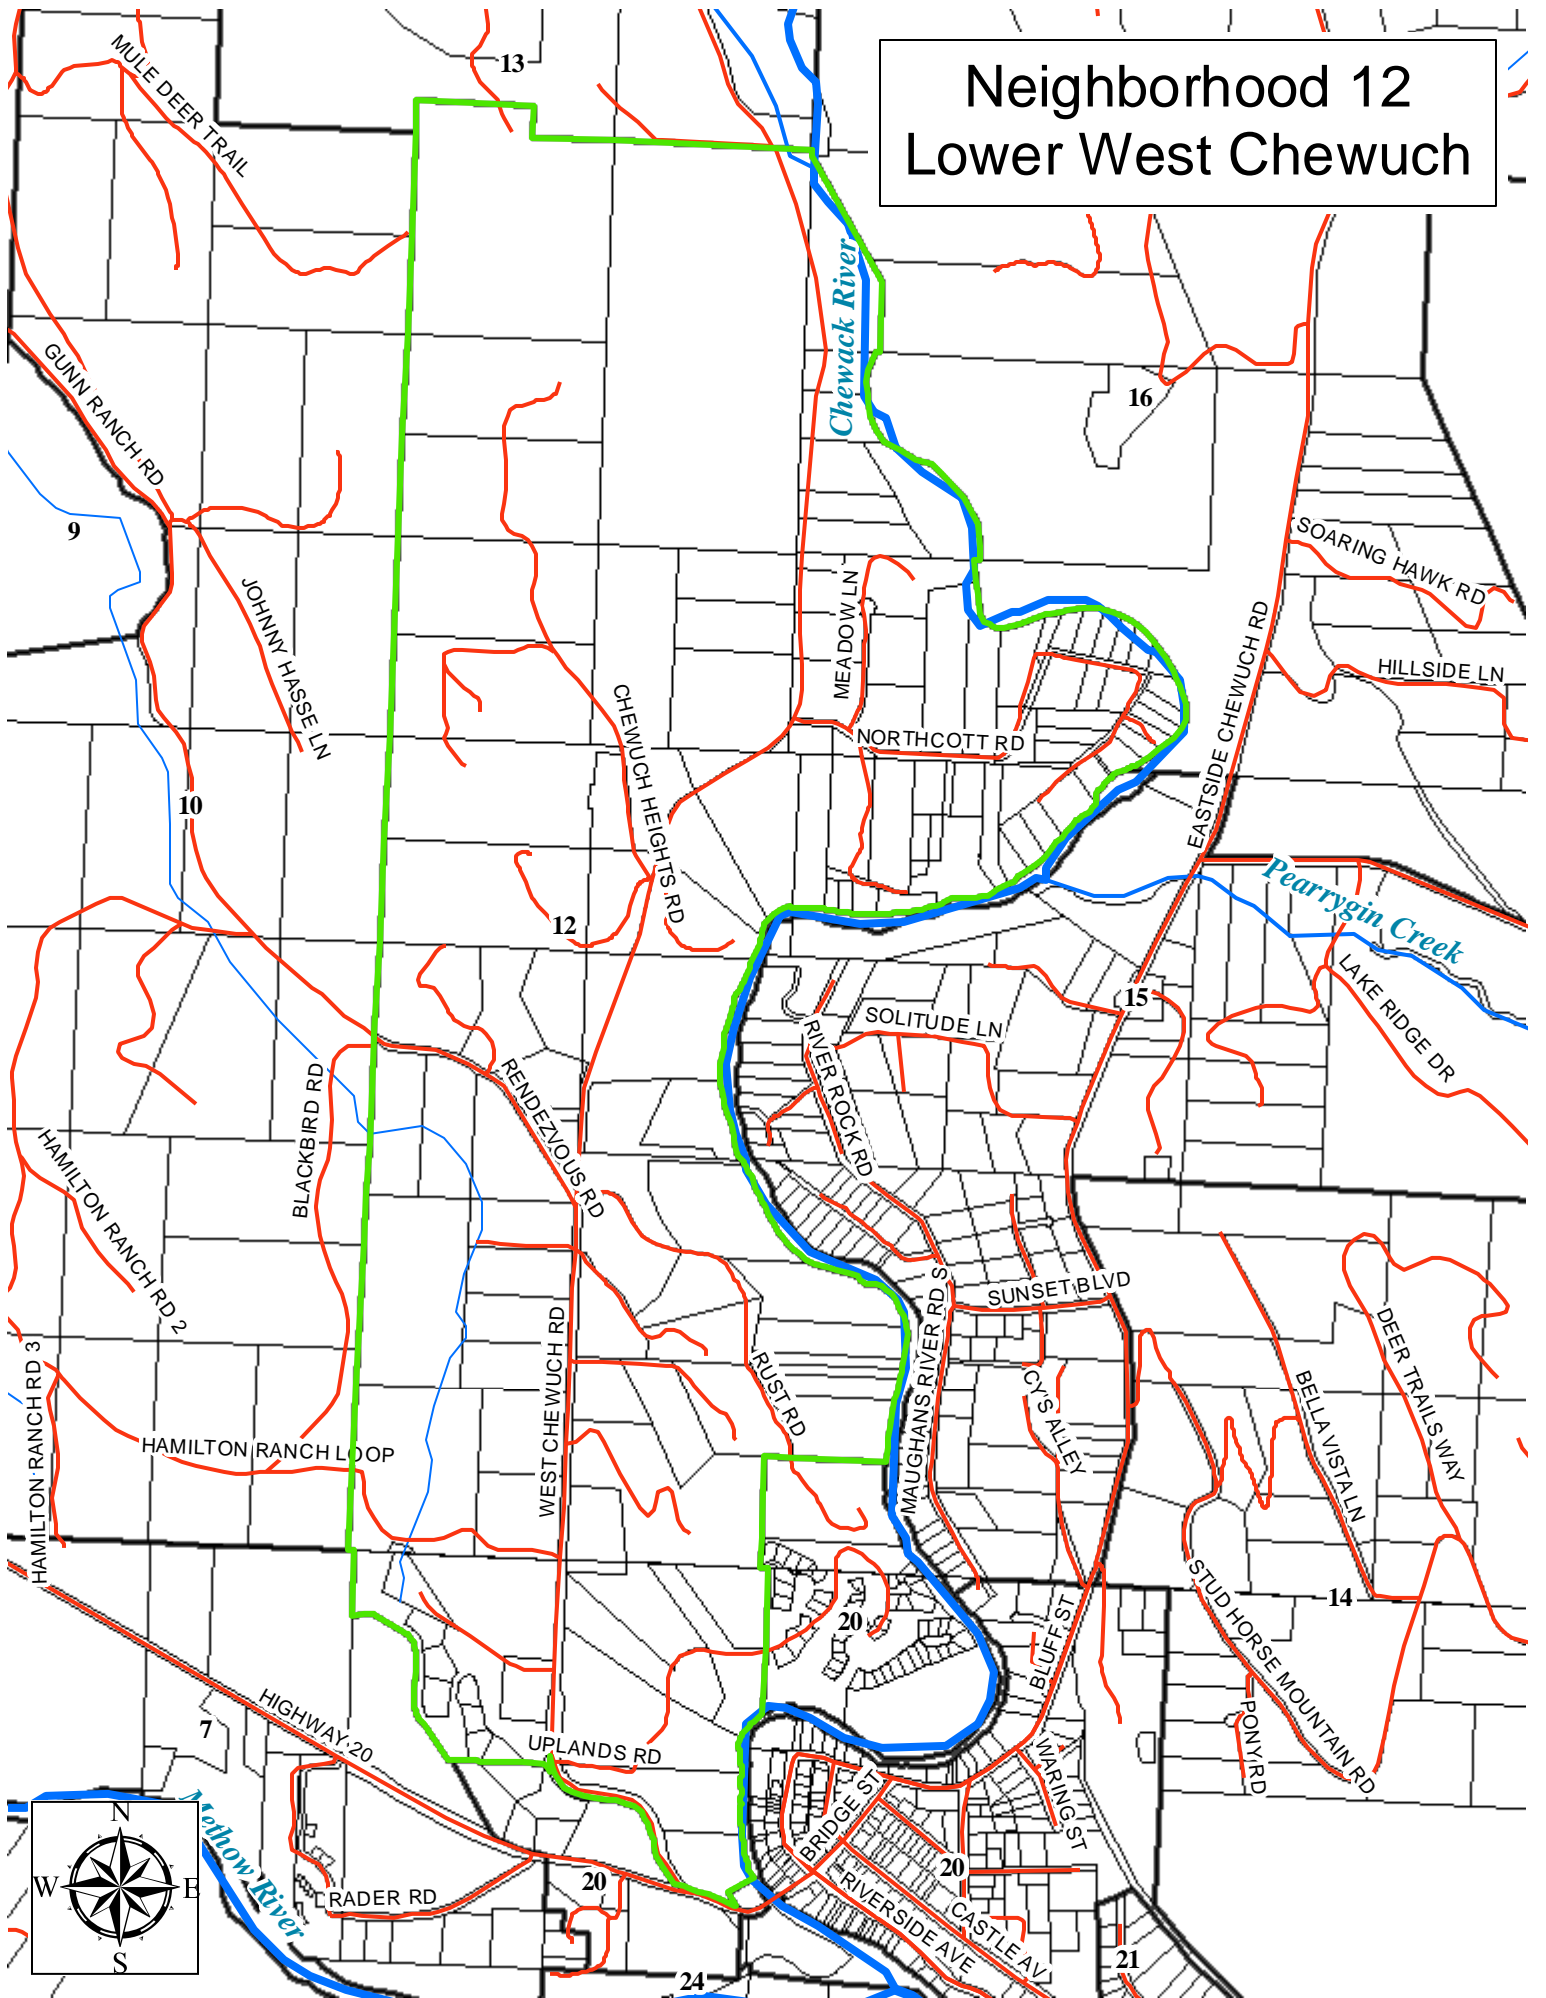 Neighborhood 12
Lower West Chewuch
13
MULE DEER TRAIL
Chewack River
GUNN RANCH RD
16
9
SOARING HAWK RD
JOHNNY HASSE LN
MEADOW LN
EASTSIDE CHEWUCH RD
HILLSIDE LN
CHEWUCH HEIGHTS RD
NORTHCOTT RD
10
Pearrygin Creek
12
LAKE RIDGE DR
15
SOLITUDE LN
RIVER ROCK RD
RENDEZVOUS RD
BLACKBIRD RD
HAMILTON RANCH RD 2
SUNSET BLVD
MAUGHANS RIVER RD S
WEST CHEWUCH RD
RUST RD
CYS ALLEY
BELLA VISTA LN
DEER TRAILS WAY
HAMILTON RANCH RD 3
HAMILTON RANCH LOOP
STUD HORSE MOUNTAIN RD
14
20
BLUFF ST
HIGHWAY 20
7
PONY RD
UPLANDS RD
WARING ST
BRIDGE ST
Methow River
N
W
E
S
RADER RD
20
20
RIVERSIDE AVE
CASTLE AV
21
24